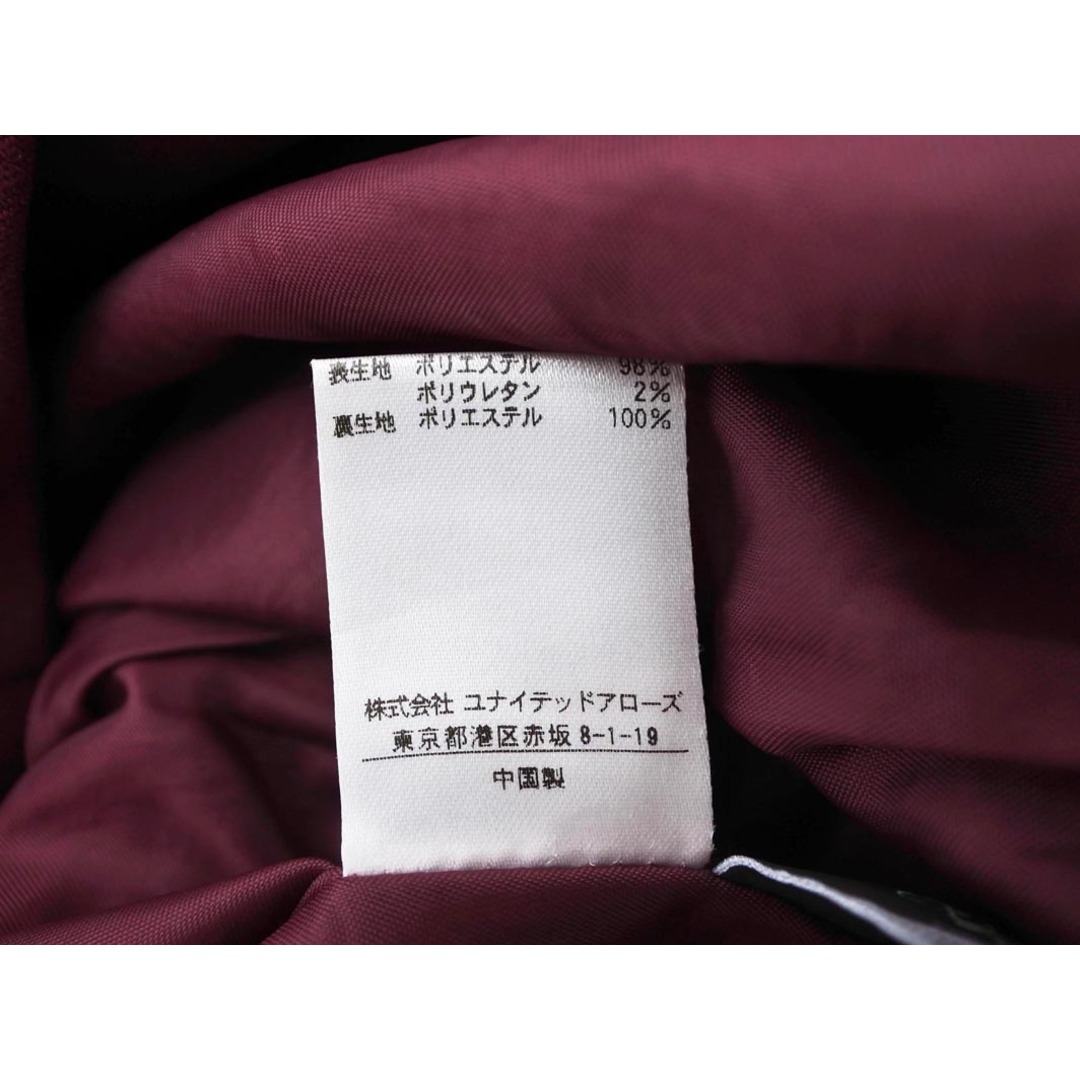 表生地 ポリエステル 98%
ポリウレタン 2%
裏生地 ポリエステル 100%
株式会社 ユナイテッドアローズ
東京都港区赤坂 8-1-19
中国製